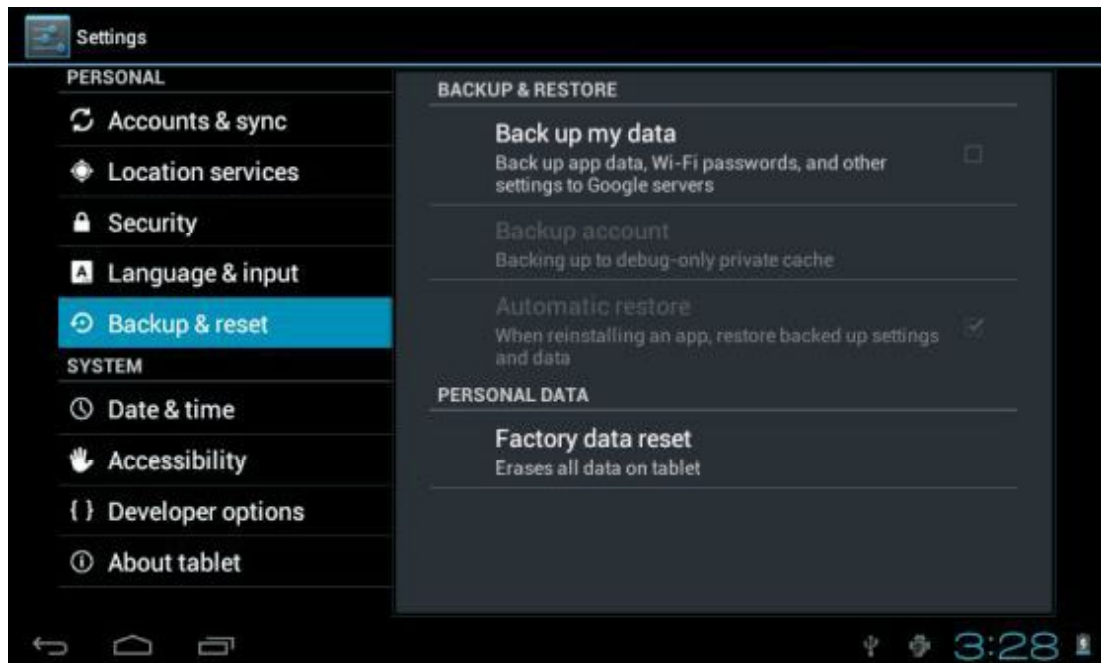 Settings
PERSONAL
Accounts & sync
Location services
Security
Language & input
Backup & reset
SYSTEM
Date & time
Accessibility
{ } Developer options
About tablet
BACKUP & RESTORE
Back up my data
Back up app data, Wi-Fi passwords, and other
settings to Google servers
Backup account
Backing up to debug-only private cache
Automatic restore
When reinstalling an app, restore backed up settings
and data
PERSONAL DATA
Factory data reset
Erases all data on tablet
3:28